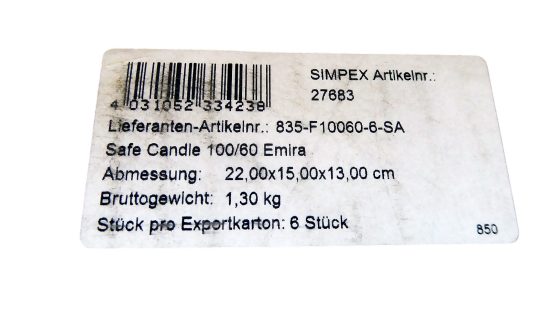 SIMPEX Artikelnr.:
27683
4 031052 334238
Lieferanten-Artikelnr.: 835-F10060-6-SA
Safe Candle 100/60 Emira
Abmessung: 22,00x15,00x13,00 cm
Bruttogewicht: 1,30 kg
Stück pro Exportkarton: 6 Stück
850